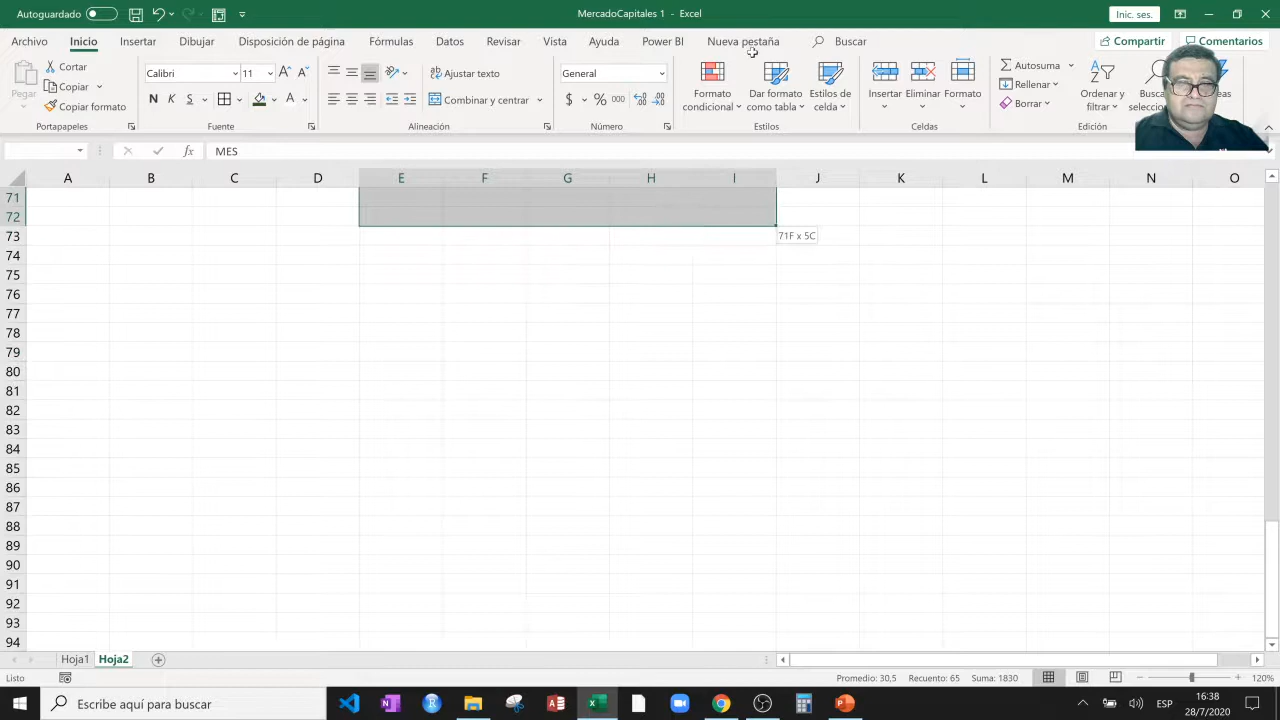 Autoguardado
MercadoCapitales 1 - Excel
Inic. ses.
Archivo Inicio Insertar Dibujar Disposición de página Fórmulas Datos Revisar Vista Ayuda Power BI Nueva pestaña Buscar Compartir Comentarios
Pegar
Cortar
Copiar
Copiar formato
Portapapeles
Calibri 11 A A
N K S A
Fuente
Ajustar texto
Combinar y centrar
Alineación
General
$ % 000
Número
Formato condicional
Dar formato como tabla
Estilos de celda
Estilos
Insertar Eliminar Formato
Celdas
Autosuma
Rellenar
Borrar
Ordenar y filtrar
Edición
fx MES
A B C D E F G H I J K L M N O
71
72
73 71F x 5C
74
75
76
77
78
79
80
81
82
83
84
85
86
87
88
89
90
91
92
93
94
Hoja1 Hoja2
Listo Promedio: 30,5 Recuento: 65 Suma: 1830 120%
Escribe aquí para buscar
ESP
16:38
28/7/2020